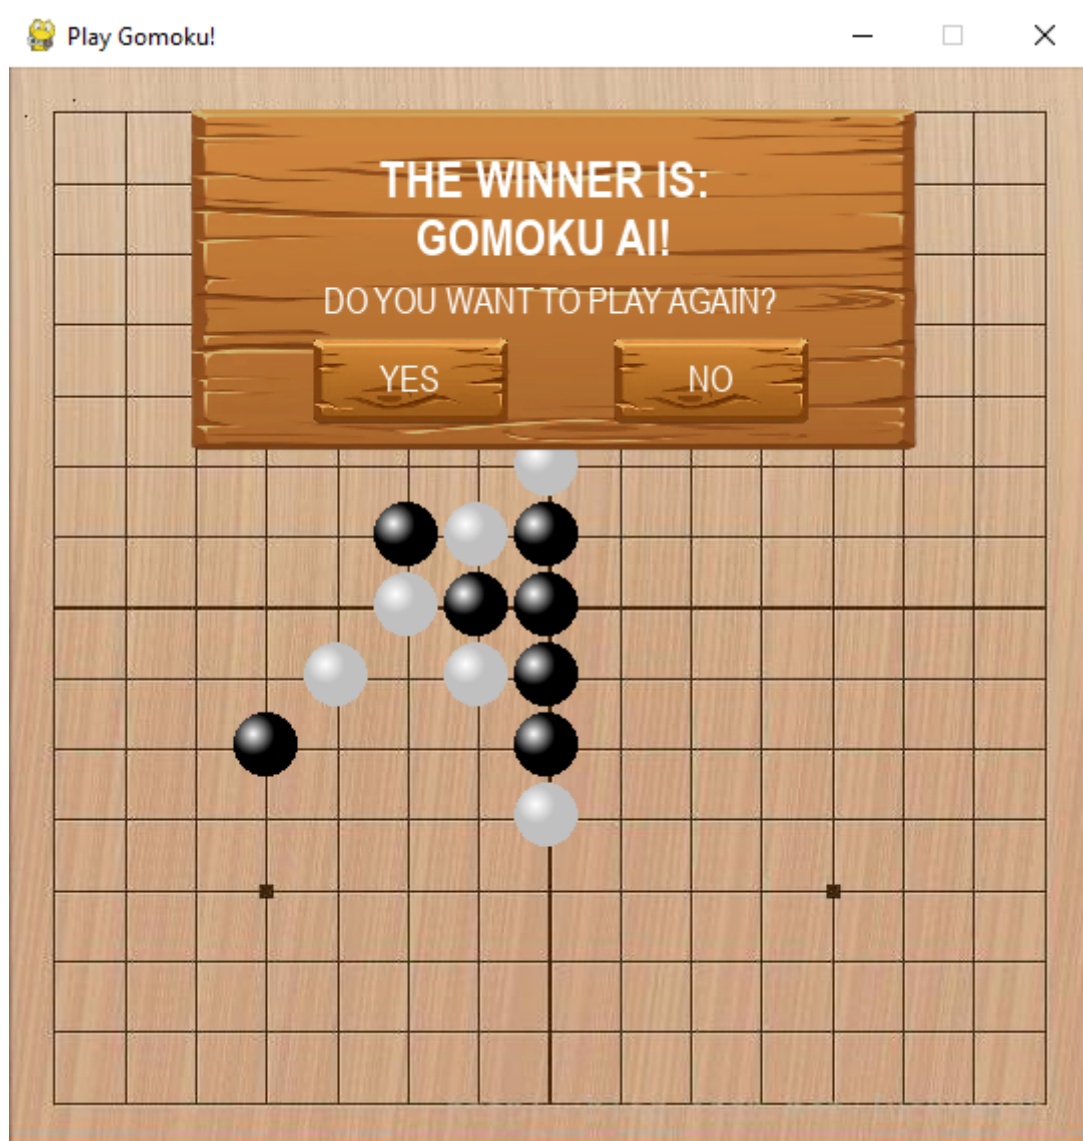 Play Gomoku!
THE WINNER IS:
GOMOKU AI!
DO YOU WANT TO PLAY AGAIN?
YES
NO